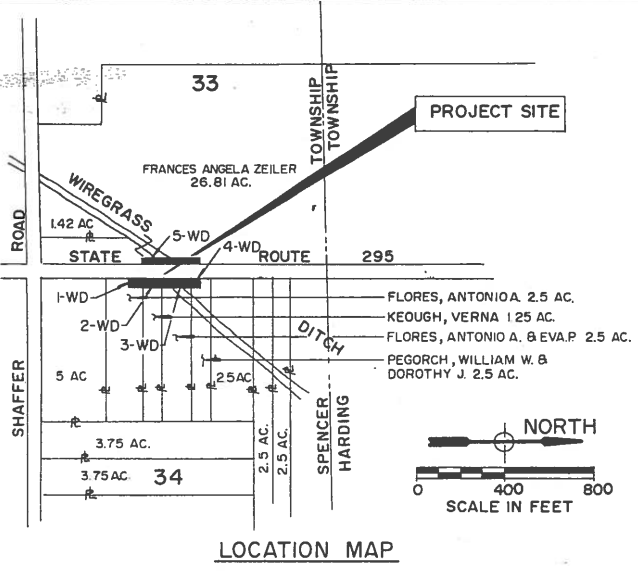 33
TOWNSHIP
TOWNSHIP
PROJECT SITE
FRANCES ANGELA ZEILER
26.81 AC.
WIREGRASS
1.42 AC
5-WD
4-WD
ROAD
STATE ROUTE 295
1-WD
2-WD
3-WD
DITCH
FLORES, ANTONIO A. 2.5 AC.
KEOUGH, VERNA 1.25 AC.
FLORES, ANTONIO A. & EVA P. 2.5 AC.
PEGORCH, WILLIAM W. &
DOROTHY J. 2.5 AC.
5 AC
2.5 AC
SHAFFER
3.75 AC.
3.75 AC.
34
2.5 AC.
2.5 AC.
SPENCER
HARDING
NORTH
0 400 800
SCALE IN FEET
LOCATION MAP